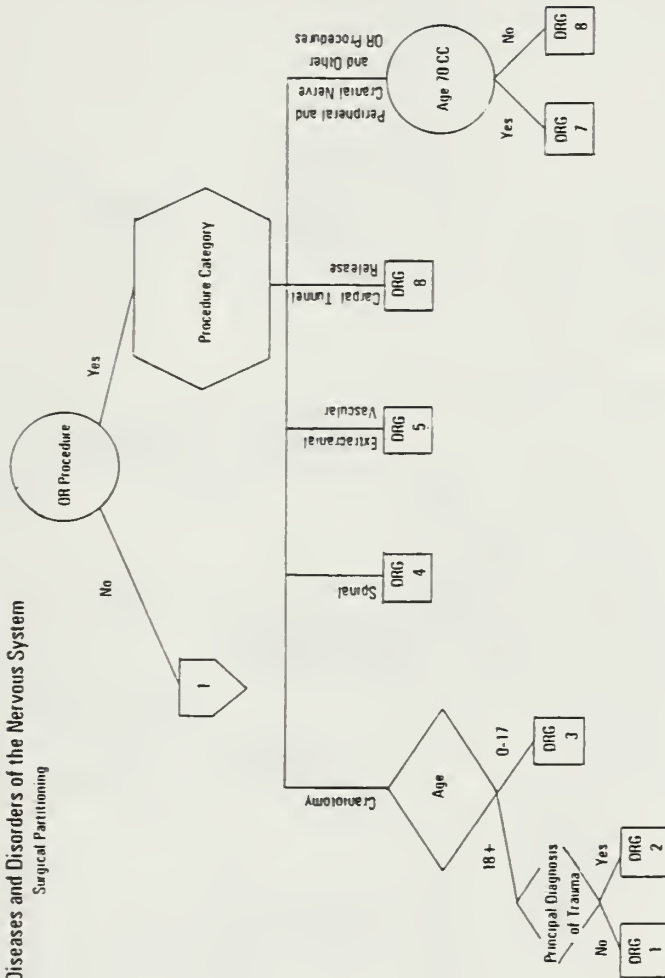 Diseases and Disorders of the Nervous System
Surgical Partitioning
OR Procedure
No
Yes
1
Procedure Category
Craniotomy
Spinal
Extracranial
Vascular
Carpal Tunnel
Release
Peripheral and
Cranial Nerve
and Other
OR Procedures
Age
DRG
4
DRG
5
DRG
8
Age 70 CC
18+
0-17
Yes
No
Principal Diagnosis
of Trauma
DRG
3
DRG
7
DRG
8
No
Yes
DRG
1
DRG
2